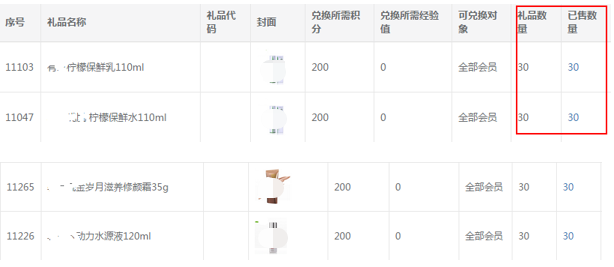 序号 礼品名称 礼品代码 封面 兑换所需积分 兑换所需经验值 可兑换对象 礼品数量 已售数量
11103 柠檬保鲜乳110ml 200 0 全部会员 30 30
11047 柠檬保鲜水110ml 200 0 全部会员 30 30
11265 岁月滋养修颜霜35g 200 0 全部会员 30 30
11226 动力水源液120ml 200 0 全部会员 30 30